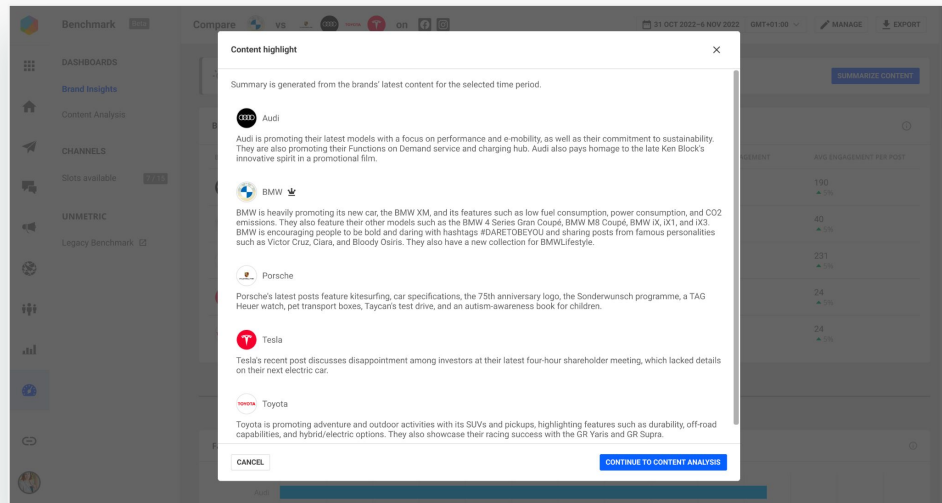 Benchmark Beta
Compare vs on
31 OCT 2022–6 NOV 2022 GMT+01:00
MANAGE
EXPORT
DASHBOARDS
Brand Insights
Content Analysis
CHANNELS
Slots available
UNMETRIC
Legacy Benchmark
SUMMARIZE CONTENT
AVG ENGAGEMENT PER POST
190
5%
40
5%
231
5%
24
5%
24
5%
Content highlight
Summary is generated from the brands' latest content for the selected time period.
Audi
Audi is promoting their latest models with a focus on performance and e-mobility, as well as their commitment to sustainability.
They are also promoting their Functions on Demand service and charging hub. Audi also pays homage to the late Ken Block's
innovative spirit in a promotional film.
BMW
BMW is heavily promoting its new car, the BMW XM, and its features such as low fuel consumption, power consumption, and CO2
emissions. They also feature their other models such as the BMW 4 Series Gran Coupé, BMW M8 Coupé, BMW iX, iX1, and iX3.
BMW is encouraging people to be bold and daring with hashtags #DARETOBEYOU and sharing posts from famous personalities
such as Victor Cruz, Ciara, and Bloody Osiris. They also have a new collection for BMWLifestyle.
Porsche
Porsche's latest posts feature kitesurfing, car specifications, the 75th anniversary logo, the Sonderwunsch programme, a TAG
Heuer watch, pet transport boxes, Taycan's test drive, and an autism-awareness book for children.
Tesla
Tesla's recent post discusses disappointment among investors at their latest four-hour shareholder meeting, which lacked details
on their next electric car.
TOYOTA
Toyota
Toyota is promoting adventure and outdoor activities with its SUVs and pickups, highlighting features such as durability, off-road
capabilities, and hybrid/electric options. They also showcase their racing success with the GR Yaris and GR Supra.
CANCEL
CONTINUE TO CONTENT ANALYSIS